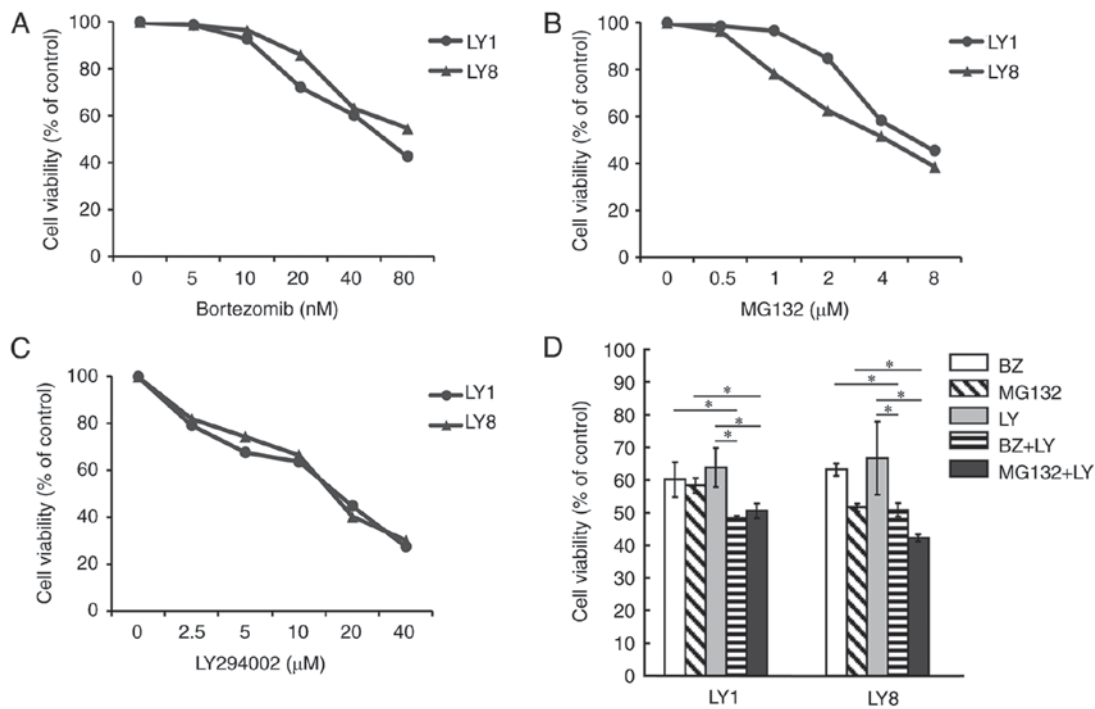 A
Cell viability (% of control)
100
80
60
40
20
0
0 5 10 20 40 80
Bortezomib (nM)
LY1
LY8
B
Cell viability (% of control)
100
80
60
40
20
0
0 0.5 1 2 4 8
MG132 (μM)
LY1
LY8
C
Cell viability (% of control)
100
80
60
40
20
0
0 2.5 5 10 20 40
LY294002 (μM)
LY1
LY8
D
Cell viability (% of control)
100
90
80
70
60
50
40
30
20
10
0
* * * *
* * * *
LY1 LY8
BZ
MG132
LY
BZ+LY
MG132+LY